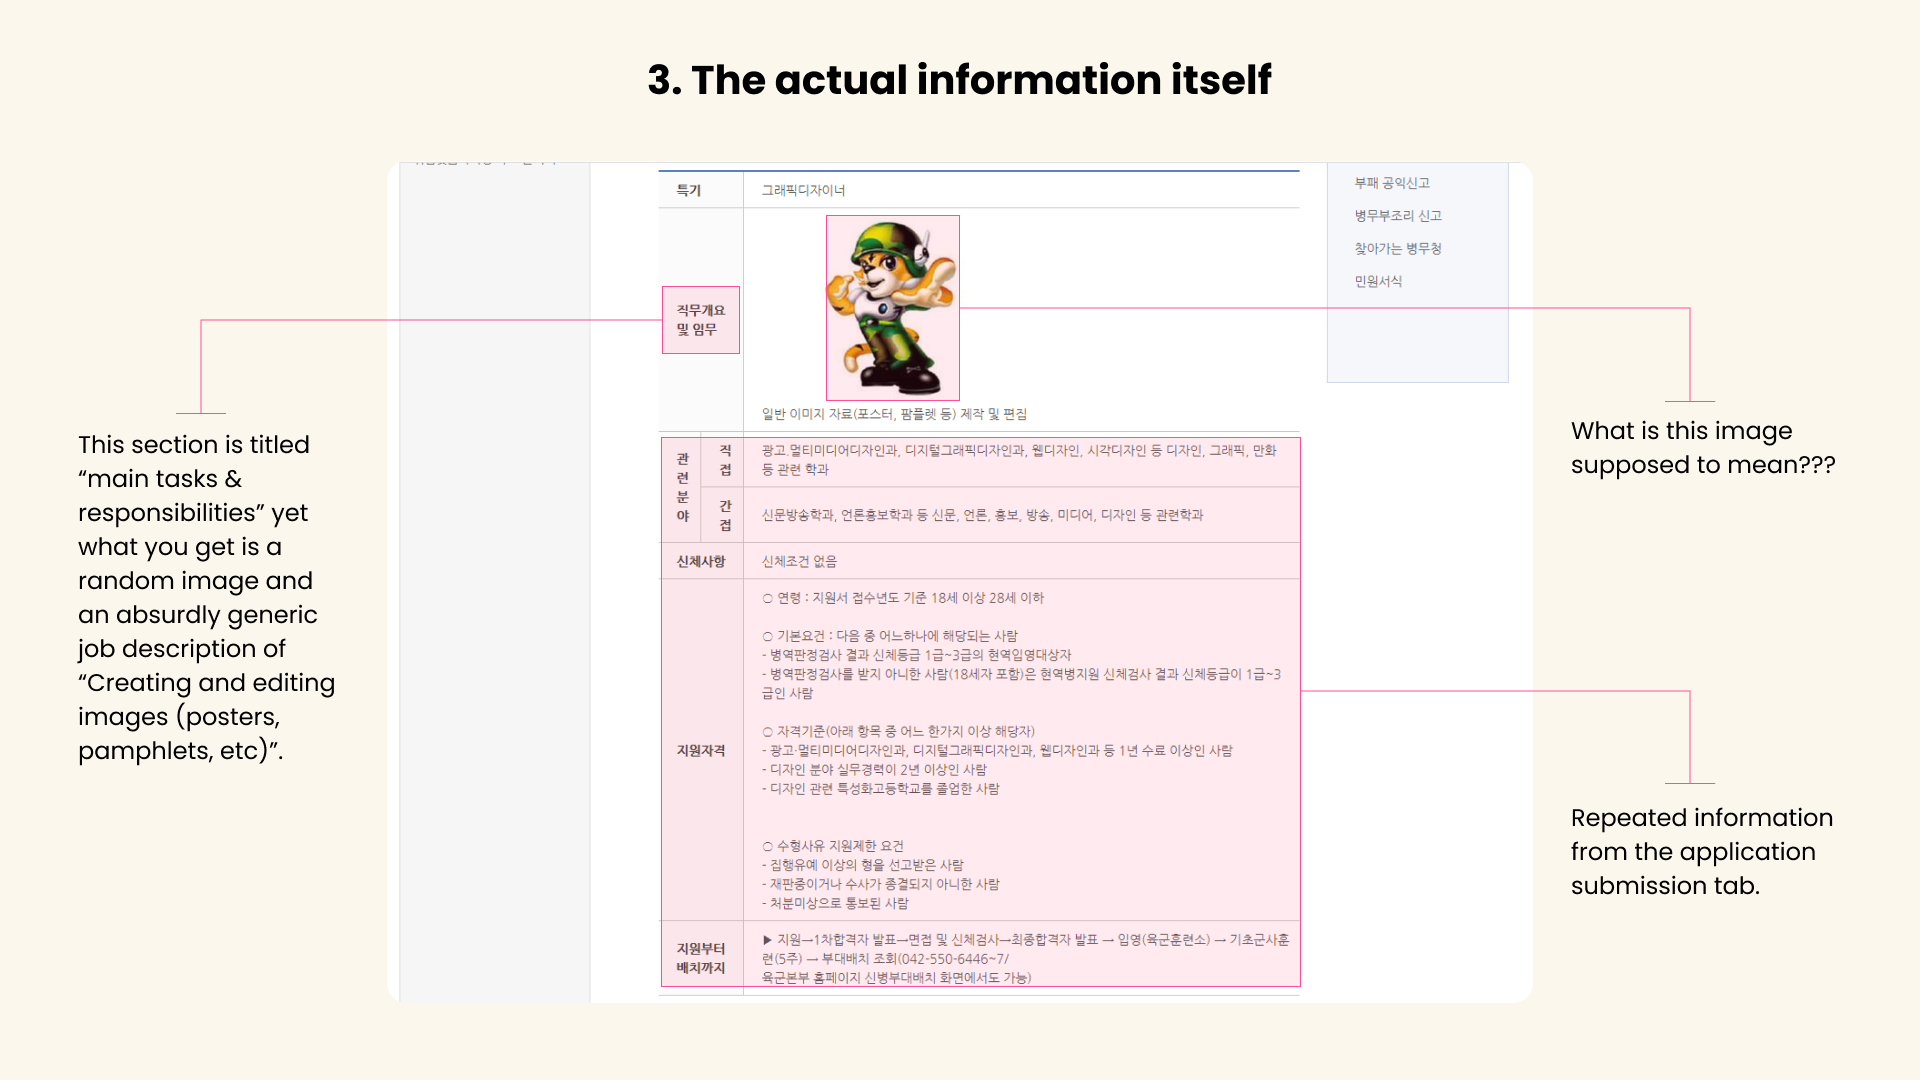 3. The actual information itself
특기
그래픽디자이너
직무개요
및 임무
일반 이미지 자료(포스터, 팜플렛 등) 제작 및 편집
관
련
분
야
직
접
광고.멀티미디어디자인과, 디지털그래픽디자인과, 웹디자인, 시각디자인 등 디자인, 그래픽, 만화
등 관련 학과
간
접
신문방송학과, 언론홍보학과 등 신문, 언론, 홍보, 방송, 미디어, 디자인 등 관련학과
신체사항
신체조건 없음
지원자격
○ 연령 : 지원서 접수년도 기준 18세 이상 28세 이하
○ 기본요건 : 다음 중 어느하나에 해당되는 사람
- 병역판정검사 결과 신체등급 1급~3급의 현역입영대상자
- 병역판정검사를 받지 아니한 사람(18세자 포함)은 현역병지원 신체검사 결과 신체등급이 1급~3
급인 사람
○ 자격기준(아래 항목 중 어느 한가지 이상 해당자)
- 광고·멀티미디어디자인과, 디지털그래픽디자인과, 웹디자인과 등 1년 수료 이상인 사람
- 디자인 분야 실무경력이 2년 이상인 사람
- 디자인 관련 특성화고등학교를 졸업한 사람
○ 수형사유 지원제한 요건
- 집행유예 이상의 형을 선고받은 사람
- 재판중이거나 수사가 종결되지 아니한 사람
- 처분미상으로 통보된 사람
지원부터
배치까지
▶ 지원→1차합격자 발표→면접 및 신체검사→최종합격자 발표 → 입영(육군훈련소) → 기초군사훈
련(5주) → 부대배치 조회(042-550-6446~7/
육군본부 홈페이지 신병부대배치 화면에서도 가능)
부패 공익신고
병무부조리 신고
찾아가는 병무청
민원서식
This section is titled
“main tasks &
responsibilities” yet
what you get is a
random image and
an absurdly generic
job description of
“Creating and editing
images (posters,
pamphlets, etc)”.
What is this image
supposed to mean???
Repeated information
from the application
submission tab.